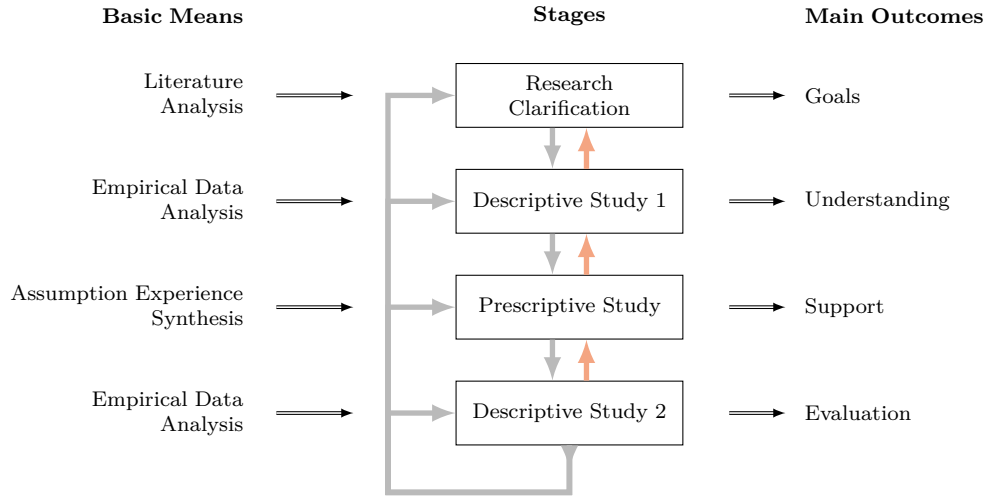 Basic Means Stages Main Outcomes
Literature
Analysis
Research
Clarification
Goals
Empirical Data
Analysis
Descriptive Study 1
Understanding
Assumption Experience
Synthesis
Prescriptive Study
Support
Empirical Data
Analysis
Descriptive Study 2
Evaluation